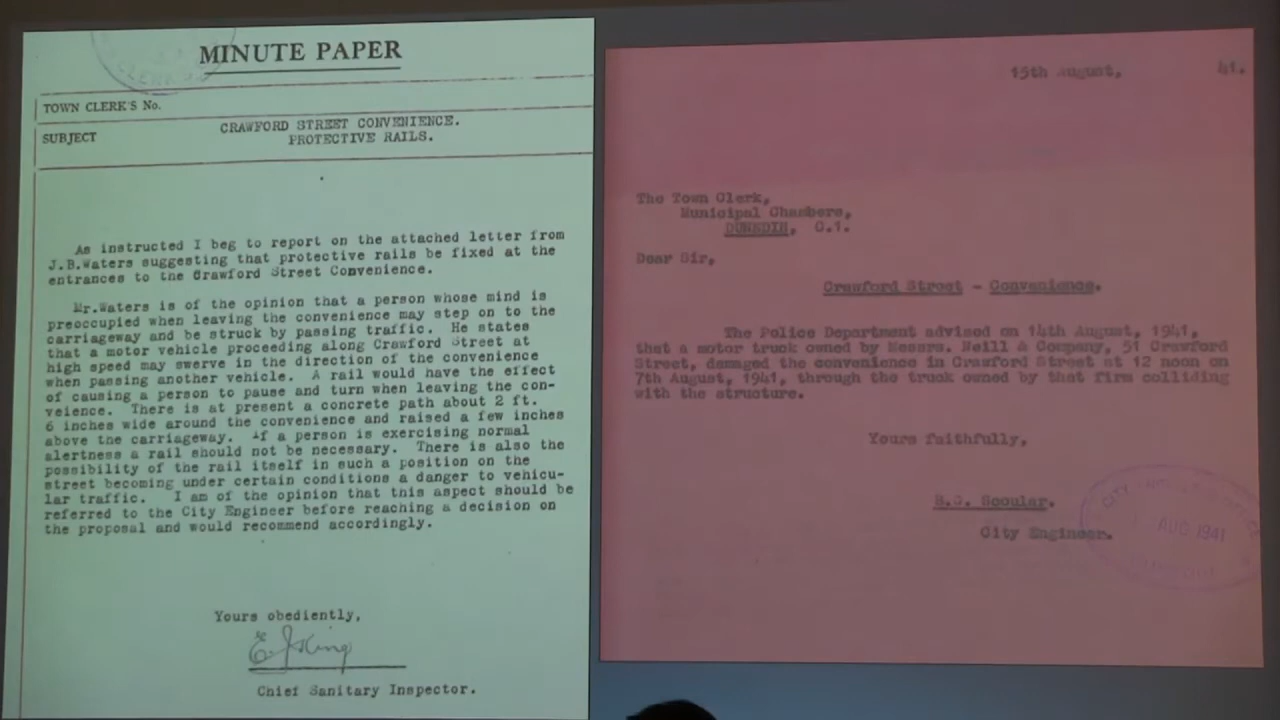 MINUTE PAPER
TOWN CLERK'S No.
SUBJECT
CRAWFORD STREET CONVENIENCE.
PROTECTIVE RAILS.
As instructed I beg to report on the attached letter from
J.B.Waters suggesting that protective rails be fixed at the
entrances to the Crawford Street Convenience.
Mr.Waters is of the opinion that a person whose mind is
preoccupied when leaving the convenience may step on to the
carriageway and be struck by passing traffic. He states
that a motor vehicle proceeding along Crawford Street at
high speed may swerve in the direction of the convenience
when passing another vehicle. A rail would have the effect
of causing a person to pause and turn when leaving the con-
veience. There is at present a concrete path about 2 ft.
6 inches wide around the convenience and raised a few inches
above the carriageway. If a person is exercising normal
alertness a rail should not be necessary. There is also the
possibility of the rail itself in such a position on the
street becoming under certain conditions a danger to vehicu-
lar traffic. I am of the opinion that this aspect should be
referred to the City Engineer before reaching a decision on
the proposal and would recommend accordingly.
Yours obediently,
E. J King
Chief Sanitary Inspector.
15th August, 41.
The Town Clerk,
Municipal Chambers,
DUNEDIN, C.1.
Dear Sir,
Crawford Street - Convenience.
The Police Department advised on 14th August, 1941,
that a motor truck owned by Messrs. Neill & Company, 51 Crawford
Street, damaged the convenience in Crawford Street at 12 noon on
7th August, 1941, through the truck owned by that firm colliding
with the structure.
Yours faithfully,
B.C. Scoular.
City Engineer.
CITY
AUG 1941